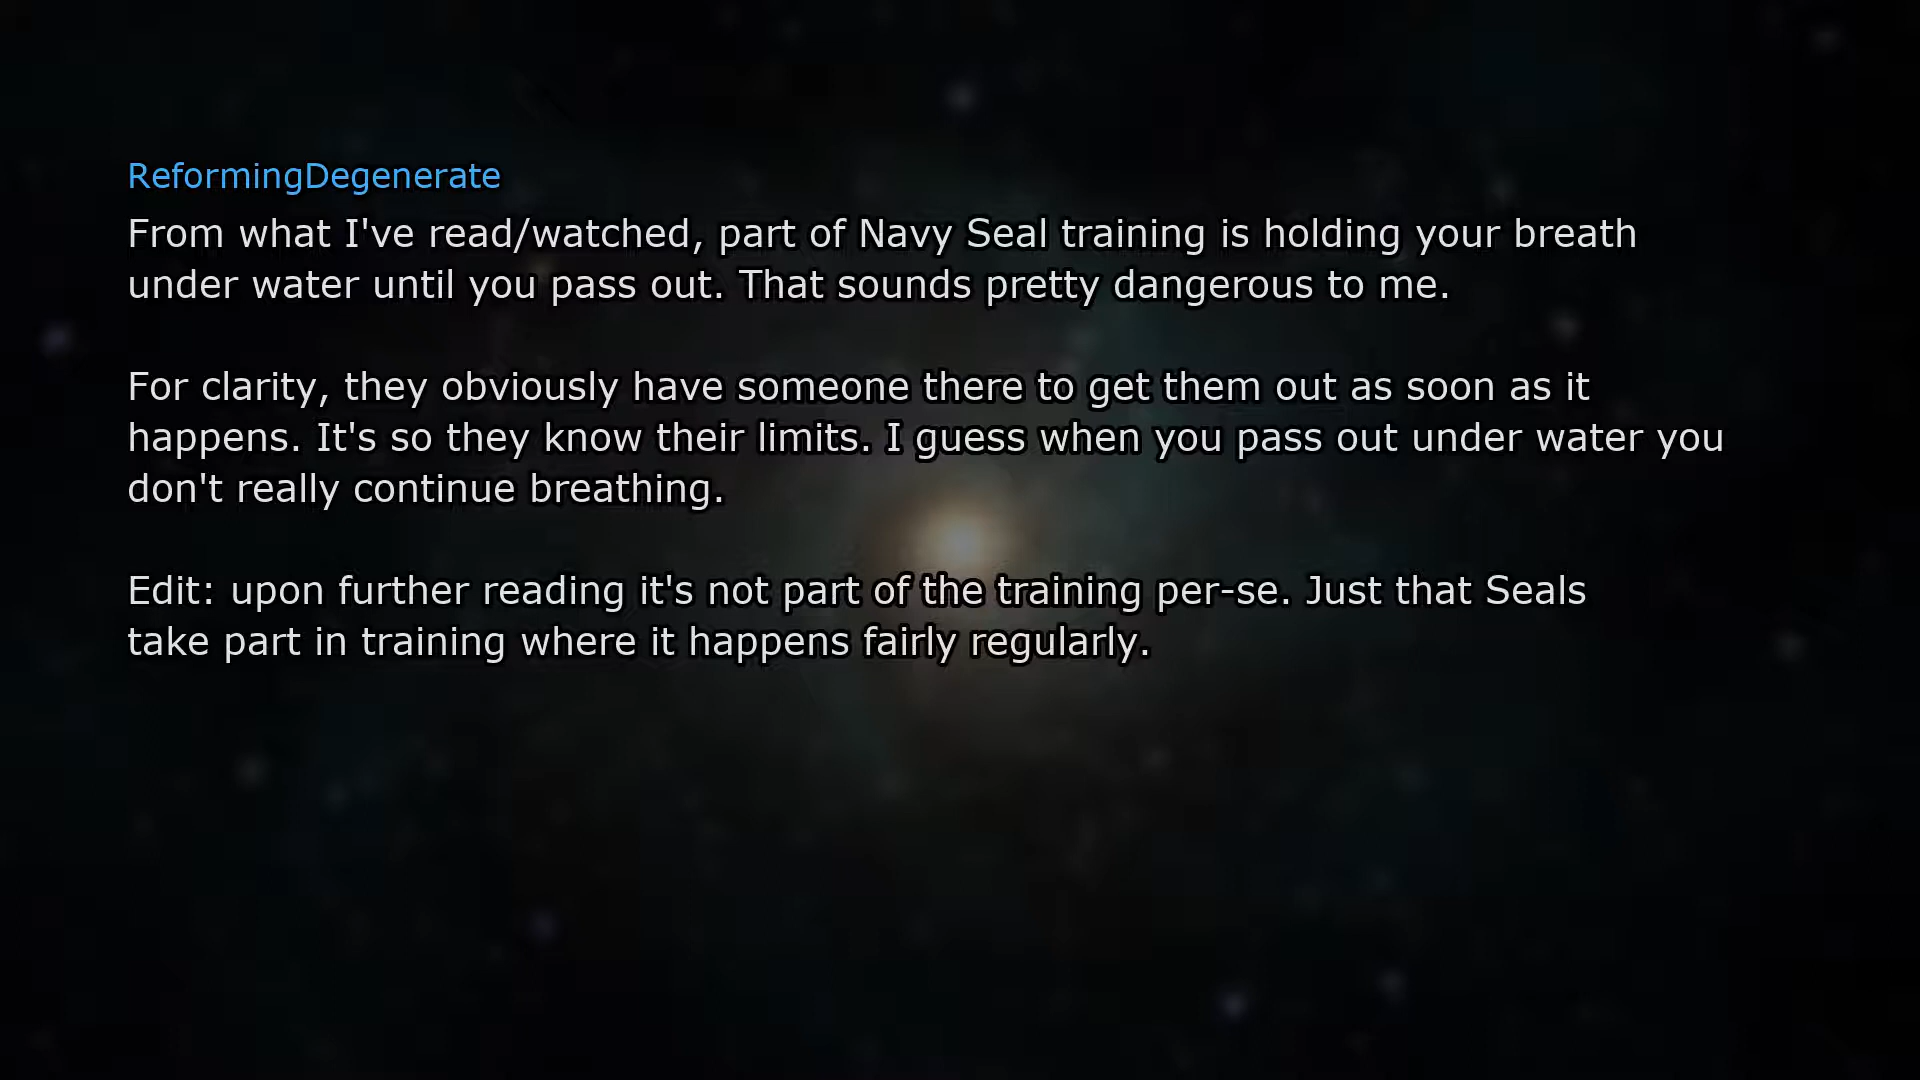 ReformingDegenerate
From what I've read/watched, part of Navy Seal training is holding your breath
under water until you pass out. That sounds pretty dangerous to me.
For clarity, they obviously have someone there to get them out as soon as it
happens. It's so they know their limits. I guess when you pass out under water you
don't really continue breathing.
Edit: upon further reading it's not part of the training per-se. Just that Seals
take part in training where it happens fairly regularly.